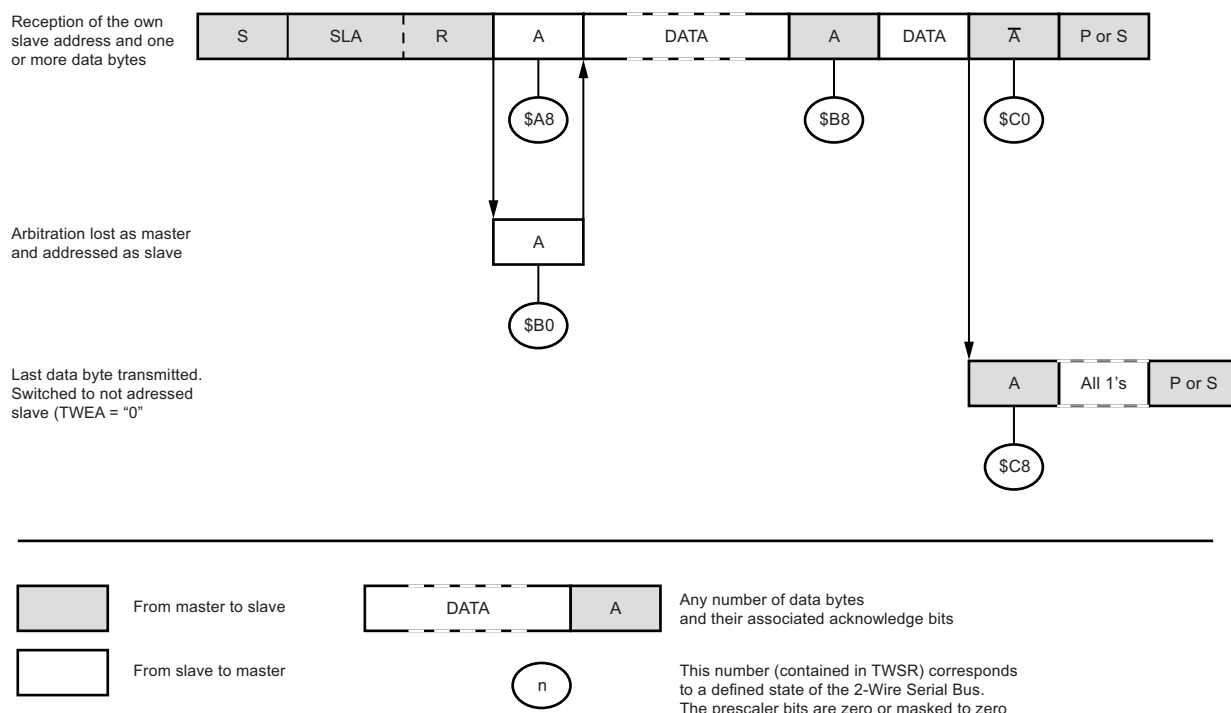 Reception of the own
slave address and one
or more data bytes
S SLA R A DATA A DATA A̅ P or S
$A8 $B8 $C0
Arbitration lost as master
and addressed as slave
A
$B0
Last data byte transmitted.
Switched to not adressed
slave (TWEA = “0”
A All 1's P or S
$C8
From master to slave
DATA A
Any number of data bytes
and their associated acknowledge bits
From slave to master
n
This number (contained in TWSR) corresponds
to a defined state of the 2-Wire Serial Bus.
The prescaler bits are zero or masked to zero